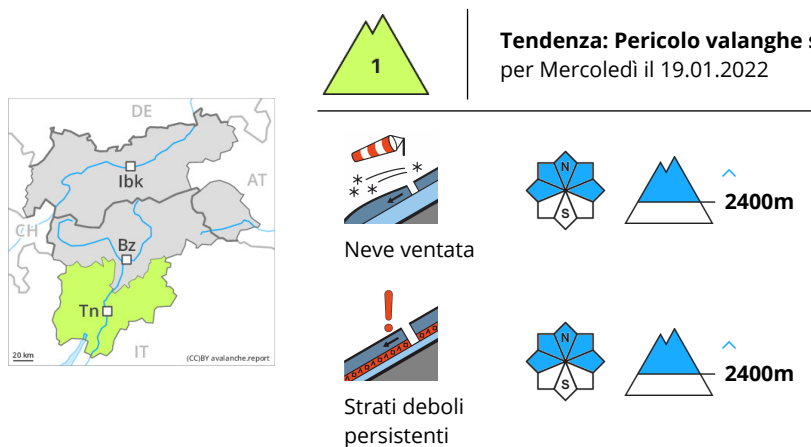 1
Tendenza: Pericolo valanghe
per Mercoledì il 19.01.2022
DE
AT
CH
IT
Ibk
Bz
Tn
20 km
(CC)BY avalanche.report
Neve ventata
N
S
2400m
Strati deboli
persistenti
N
S
2400m